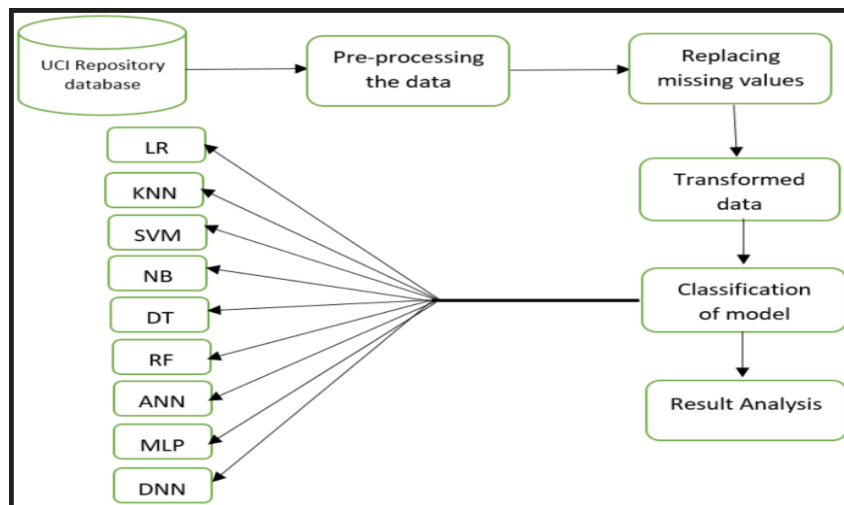 UCI Repository
database
Pre-processing
the data
Replacing
missing values
Transformed
data
Classification
of model
Result Analysis
LR
KNN
SVM
NB
DT
RF
ANN
MLP
DNN